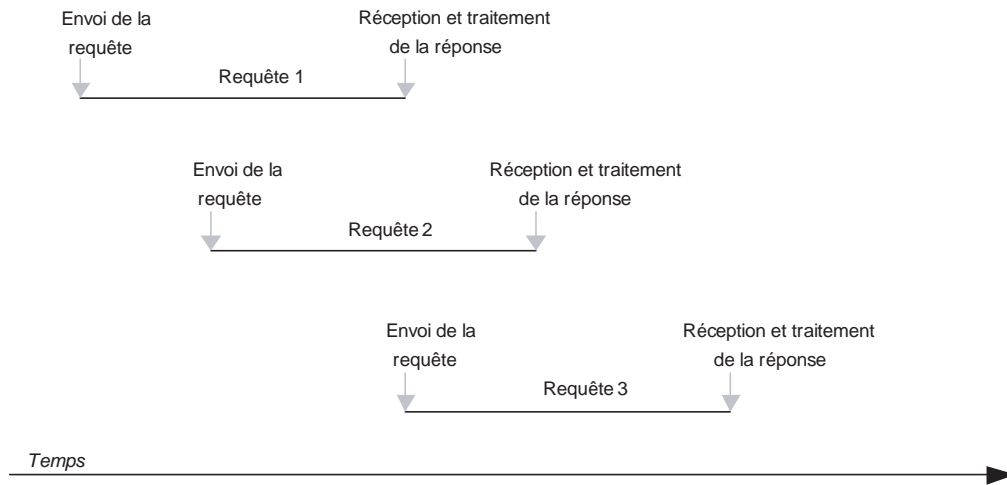 Envoi de la
requête
Réception et traitement
de la réponse
Requête 1
Envoi de la
requête
Réception et traitement
de la réponse
Requête 2
Envoi de la
requête
Réception et traitement
de la réponse
Requête 3
Temps